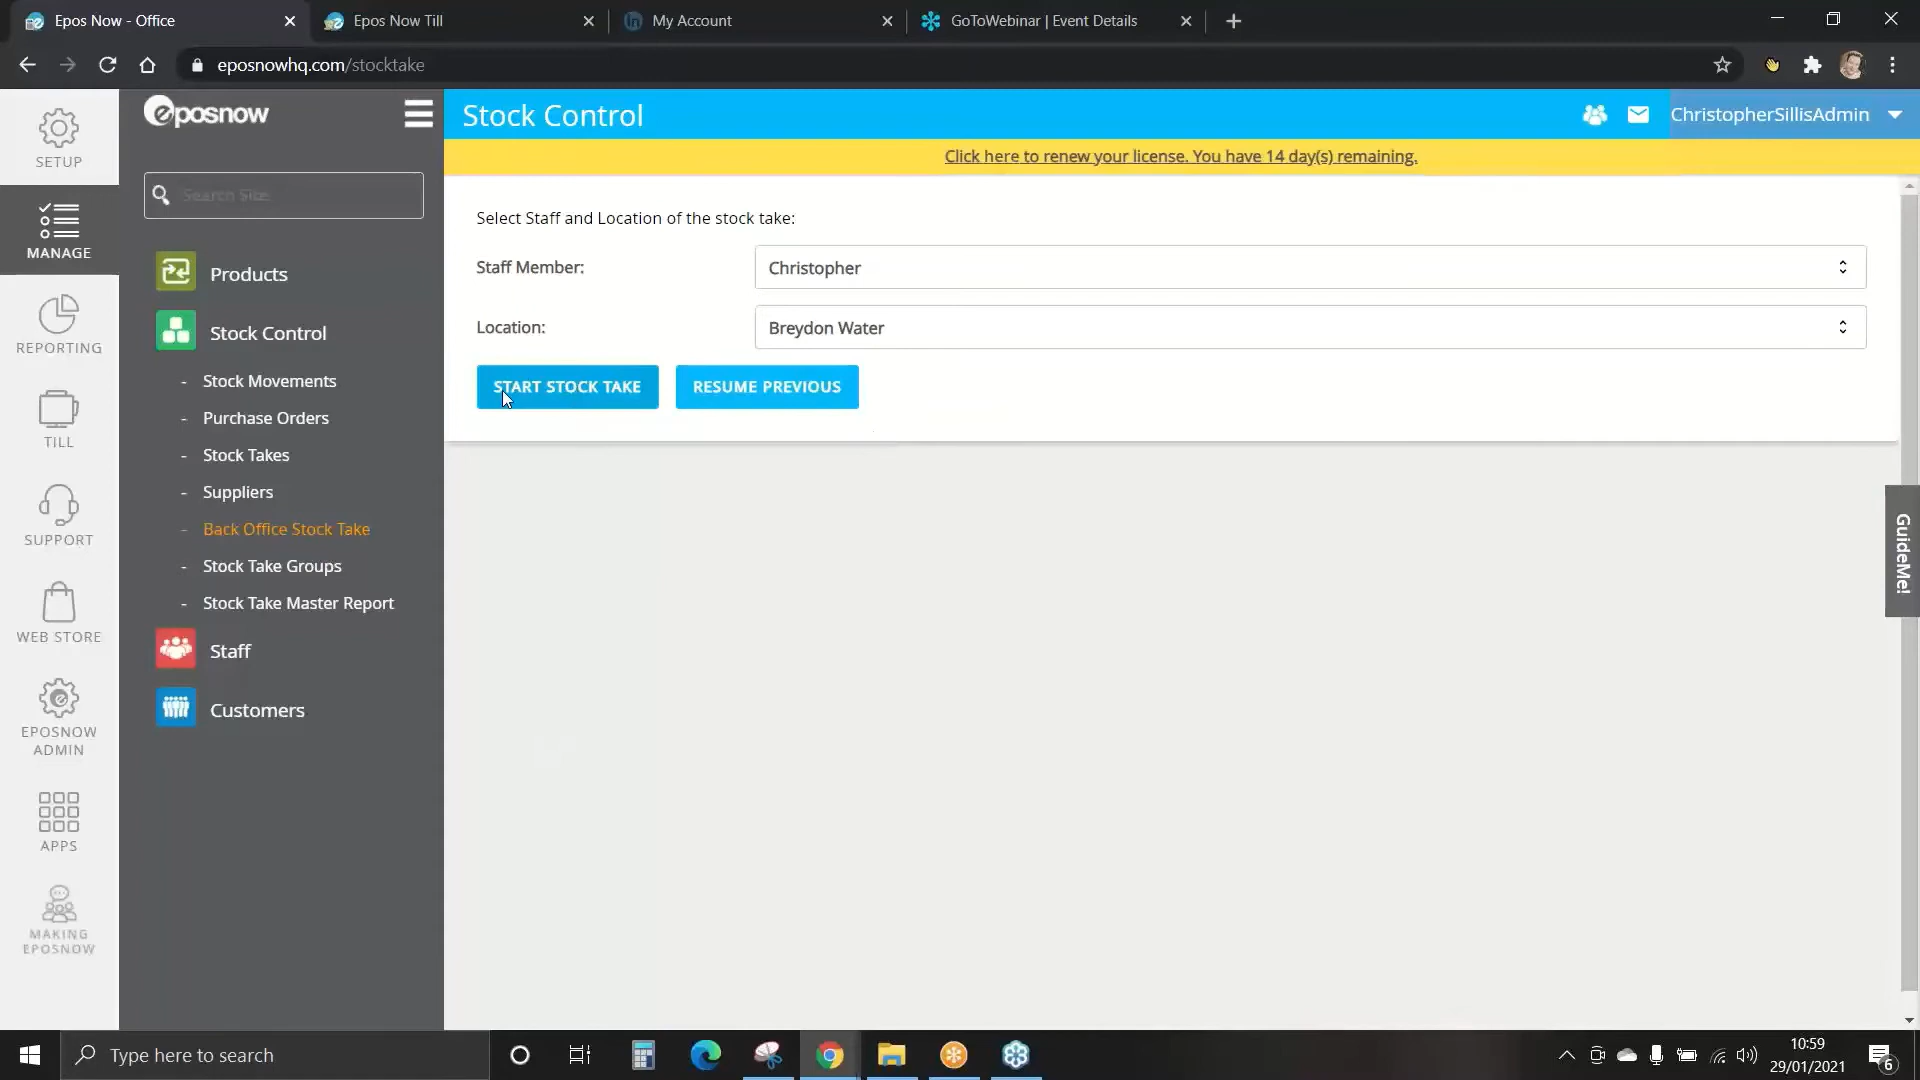 Epos Now - Office
Epos Now Till
My Account
GoToWebinar | Event Details
eposnowhq.com/stocktake
SETUP
MANAGE
REPORTING
TILL
SUPPORT
WEB STORE
EPOSNOW
ADMIN
APPS
MAKING
EPOSNOW
eposnow
Search Site
Products
Stock Control
- Stock Movements
- Purchase Orders
- Stock Takes
- Suppliers
- Back Office Stock Take
- Stock Take Groups
- Stock Take Master Report
Staff
Customers
Stock Control
ChristopherSillisAdmin
Click here to renew your license. You have 14 day(s) remaining.
Select Staff and Location of the stock take:
Staff Member:
Christopher
Location:
Breydon Water
START STOCK TAKE
RESUME PREVIOUS
GuideMe!
Type here to search
10:59
29/01/2021
6